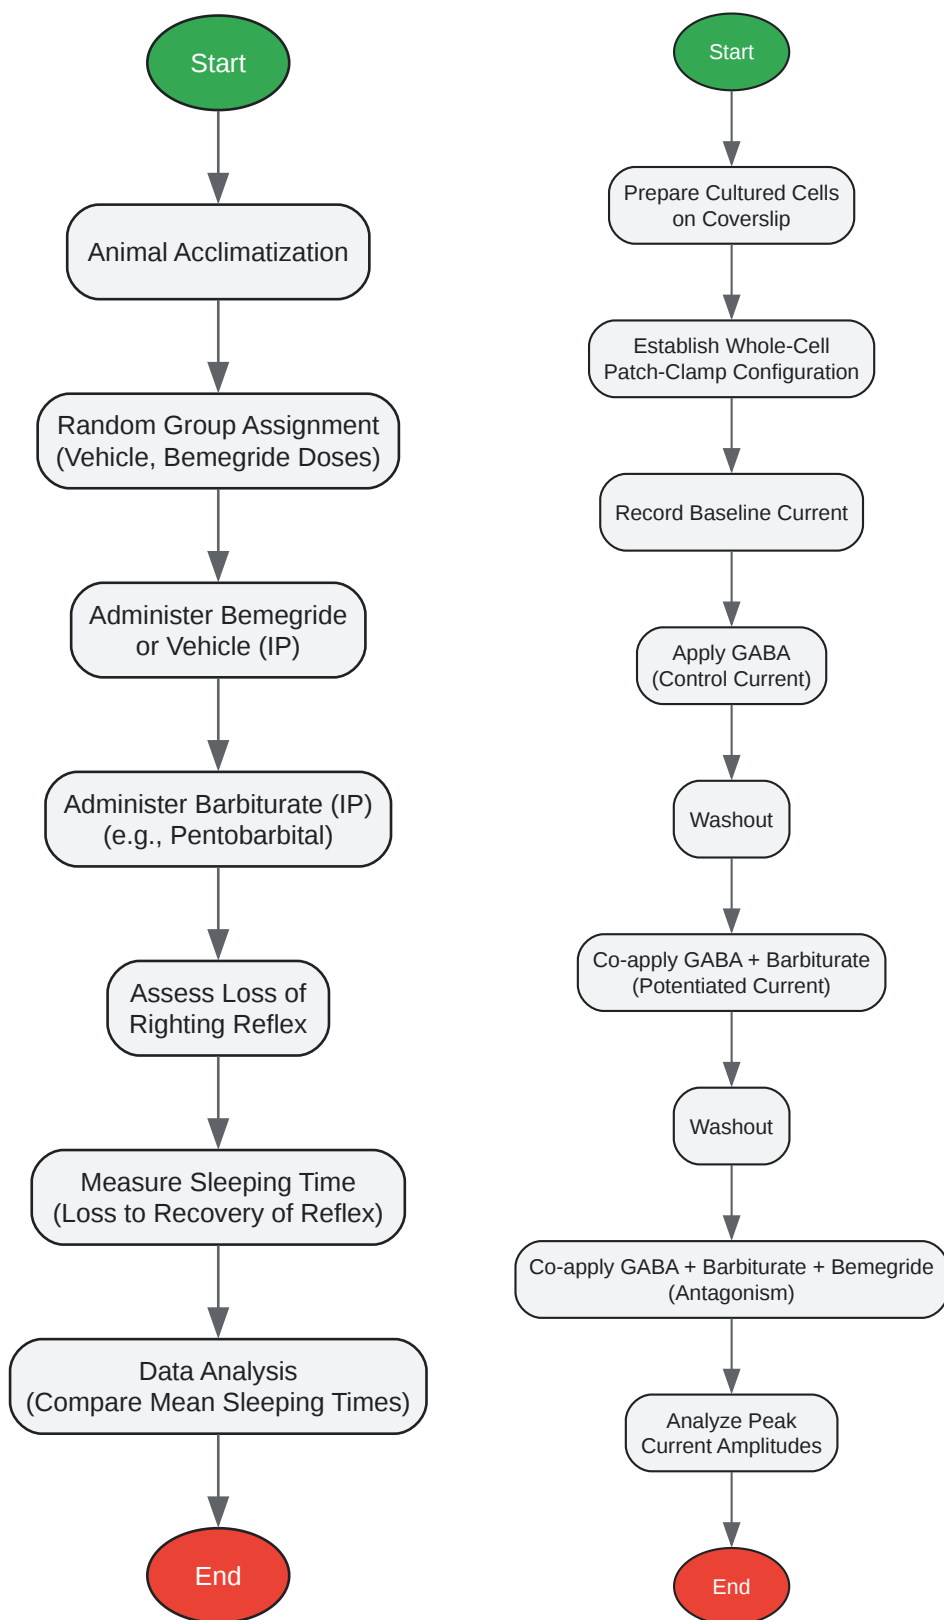 Start
Animal Acclimatization
Random Group Assignment
(Vehicle, Bemegride Doses)
Administer Bemegride
or Vehicle (IP)
Administer Barbiturate (IP)
(e.g., Pentobarbital)
Assess Loss of
Righting Reflex
Measure Sleeping Time
(Loss to Recovery of Reflex)
Data Analysis
(Compare Mean Sleeping Times)
End
Start
Prepare Cultured Cells
on Coverslip
Establish Whole-Cell
Patch-Clamp Configuration
Record Baseline Current
Apply GABA
(Control Current)
Washout
Co-apply GABA + Barbiturate
(Potentiated Current)
Washout
Co-apply GABA + Barbiturate + Bemegride
(Antagonism)
Analyze Peak
Current Amplitudes
End